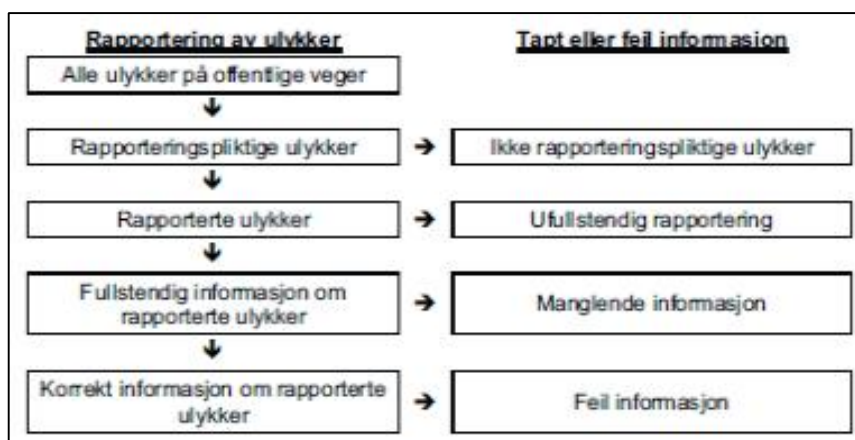 Rapportering av ulykker
Tapt eller feil informasion
Alle ulykker på offentlige veger
Rapporteringspliktige ulykker
Ikke rapporteringspliktige ulykker
Rapporterte ulykker
Ufullstendig rapportering
Fullstendig informasjon om
rapporterte ulykker
Manglende informasjon
Korrekt informasjon om rapporterte
ulykker
Feil informasjon